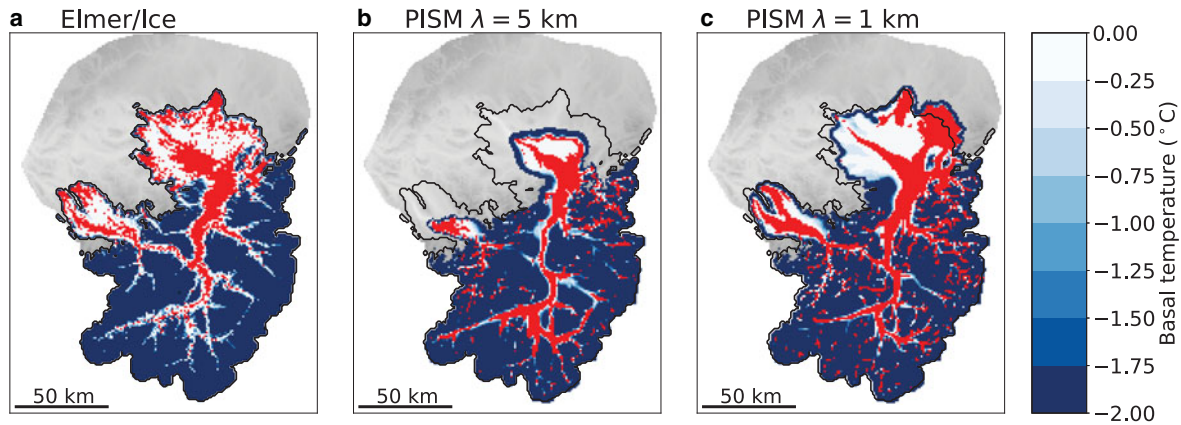 a Elmer/Ice
b PISM λ = 5 km
c PISM λ = 1 km
50 km
50 km
50 km
0.00
−0.25
−0.50
−0.75
−1.00
−1.25
−1.50
−1.75
−2.00
Basal temperature (°C)